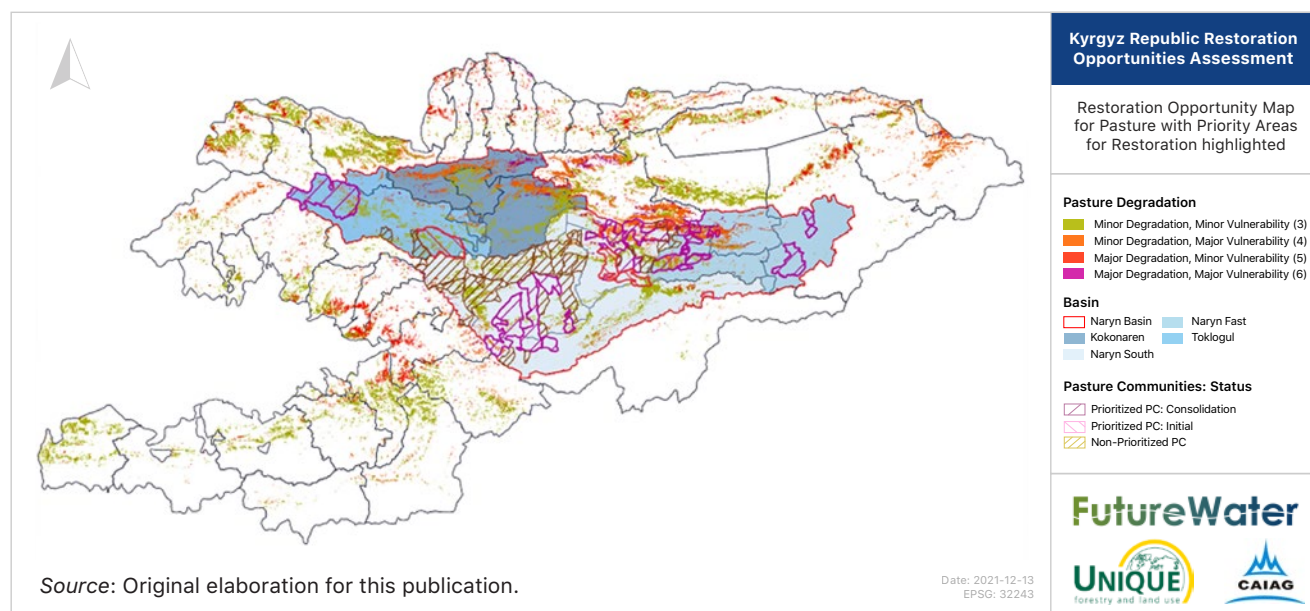 Kyrgyz Republic Restoration
Opportunities Assessment
Restoration Opportunity Map
for Pasture with Priority Areas
for Restoration highlighted
Pasture Degradation
Minor Degradation, Minor Vulnerability (3)
Minor Degradation, Major Vulnerability (4)
Major Degradation, Minor Vulnerability (5)
Major Degradation, Major Vulnerability (6)
Basin
Naryn Basin
Naryn Fast
Kokonaren
Toklogul
Naryn South
Pasture Communities: Status
Prioritized PC: Consolidation
Prioritized PC: Initial
Non-Prioritized PC
FutureWater
UNIQUE
forestry and land use
CAIAG
Source: Original elaboration for this publication.
Date: 2021-12-13
EPSG: 32243